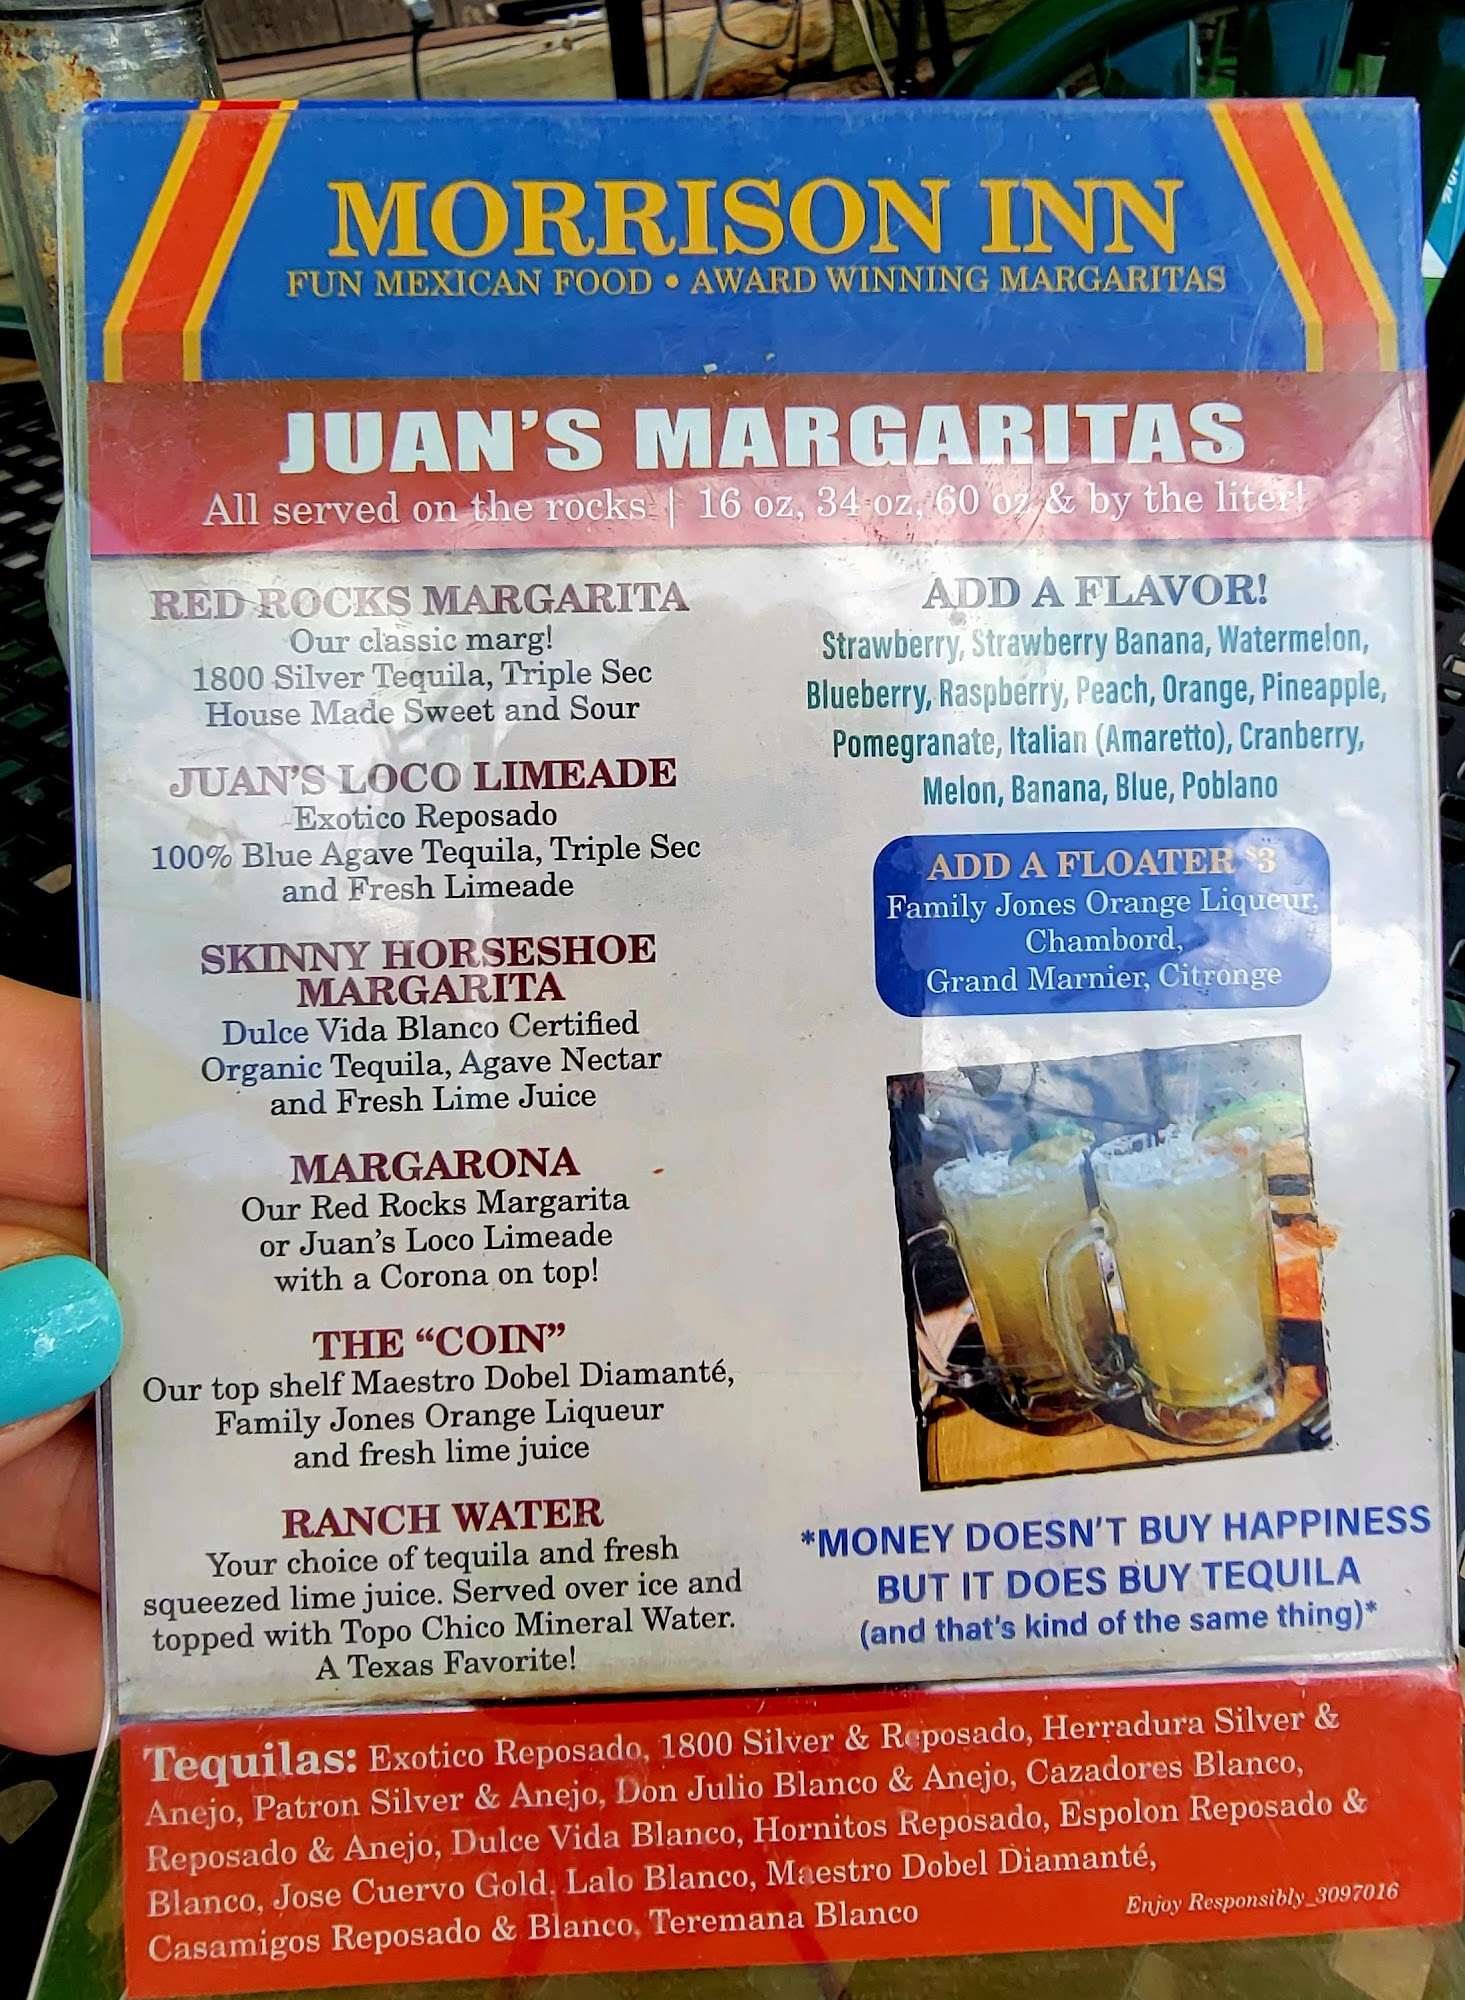 MORRISON INN
FUN MEXICAN FOOD • AWARD WINNING MARGARITAS
JUAN'S MARGARITAS
All served on the rocks | 16 oz, 34 oz, 60 oz & by the liter!
RED ROCKS MARGARITA
Our classic marg!
1800 Silver Tequila, Triple Sec
House Made Sweet and Sour
JUAN'S LOCO LIMEADE
Exotico Reposado
100% Blue Agave Tequila, Triple Sec
and Fresh Limeade
SKINNY HORSESHOE
MARGARITA
Dulce Vida Blanco Certified
Organic Tequila, Agave Nectar
and Fresh Lime Juice
MARGARONA
Our Red Rocks Margarita
or Juan's Loco Limeade
with a Corona on top!
THE "COIN"
Our top shelf Maestro Dobel Diamanté,
Family Jones Orange Liqueur
and fresh lime juice
RANCH WATER
Your choice of tequila and fresh
squeezed lime juice. Served over ice and
topped with Topo Chico Mineral Water.
A Texas Favorite!
ADD A FLAVOR!
Strawberry, Strawberry Banana, Watermelon,
Blueberry, Raspberry, Peach, Orange, Pineapple,
Pomegranate, Italian (Amaretto), Cranberry,
Melon, Banana, Blue, Poblano
ADD A FLOATER $3
Family Jones Orange Liqueur,
Chambord,
Grand Marnier, Citronge
*MONEY DOESN'T BUY HAPPINESS
BUT IT DOES BUY TEQUILA
(and that's kind of the same thing)*
Tequilas: Exotico Reposado, 1800 Silver & Reposado, Herradura Silver &
Anejo, Patron Silver & Anejo, Don Julio Blanco & Anejo, Cazadores Blanco,
Reposado & Anejo, Dulce Vida Blanco, Hornitos Reposado, Espolon Reposado &
Blanco, Jose Cuervo Gold, Lalo Blanco, Maestro Dobel Diamanté,
Casamigos Reposado & Blanco, Teremana Blanco
Enjoy Responsibly_3097016